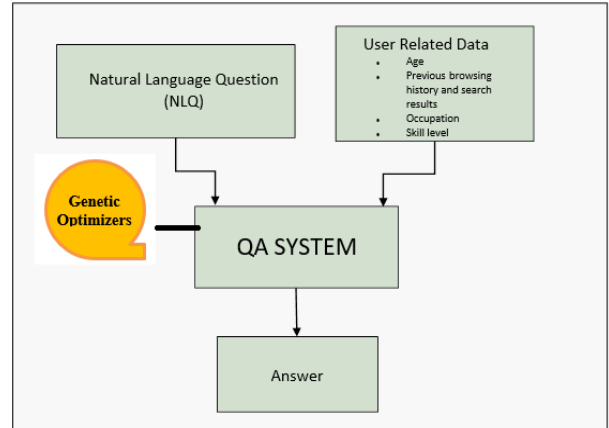 Natural Language Question
(NLQ)
User Related Data
• Age
• Previous browsing
history and search
results
• Occupation
• Skill level
Genetic
Optimizers
QA SYSTEM
Answer